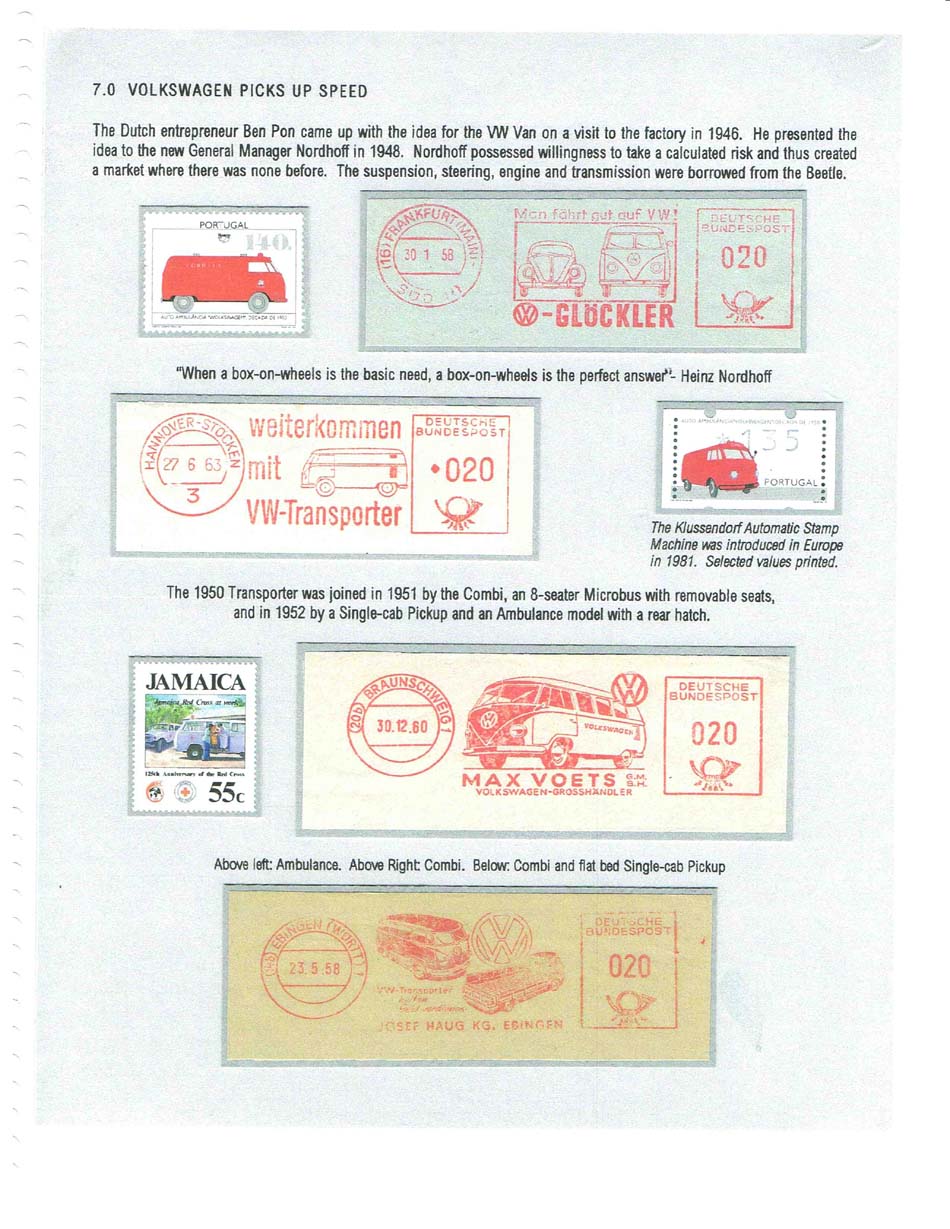 7.0 VOLKSWAGEN PICKS UP SPEED
The Dutch entrepreneur Ben Pon came up with the idea for the VW Van on a visit to the factory in 1946. He presented the
idea to the new General Manager Nordhoff in 1948. Nordhoff possessed willingness to take a calculated risk and thus created
a market where there was none before. The suspension, steering, engine and transmission were borrowed from the Beetle.
PORTUGAL
140.
AUTO AMBULÂNCIA "VOLKSWAGEN", DÉCADA DE 1950
(16) FRANKFURT (MAIN)
30 1 58
Man fährt gut auf VW!
VW-GLÖCKLER
DEUTSCHE
BUNDESPOST
020
"When a box-on-wheels is the basic need, a box-on-wheels is the perfect answer"- Heinz Nordhoff
HANNOVER-STÖCKEN
27 6 63
3
weiterkommen
mit
VW-Transporter
DEUTSCHE
BUNDESPOST
020
AUTO AMBULÂNCIA VOLKSWAGEN DÉCADA DE 1950
135
PORTUGAL
The Klussendorf Automatic Stamp
Machine was introduced in Europe
in 1981. Selected values printed.
The 1950 Transporter was joined in 1951 by the Combi, an 8-seater Microbus with removable seats,
and in 1952 by a Single-cab Pickup and an Ambulance model with a rear hatch.
JAMAICA
Jamaica Red Cross at work
125th Anniversary of the Red Cross
55c
(20b) BRAUNSCHWEIG 1
30.12.60
VW
VOLKSWAGEN
MAX VOETS G.M.B.H.
VOLKSWAGEN-GROSSHÄNDLER
DEUTSCHE
BUNDESPOST
020
Above left: Ambulance. Above Right: Combi. Below: Combi and flat bed Single-cab Pickup
EBINGEN (WÜRTT) 1
23.5.58
VW
VW-Transporter
JOSEF HAUG KG. EBINGEN
DEUTSCHE
BUNDESPOST
020